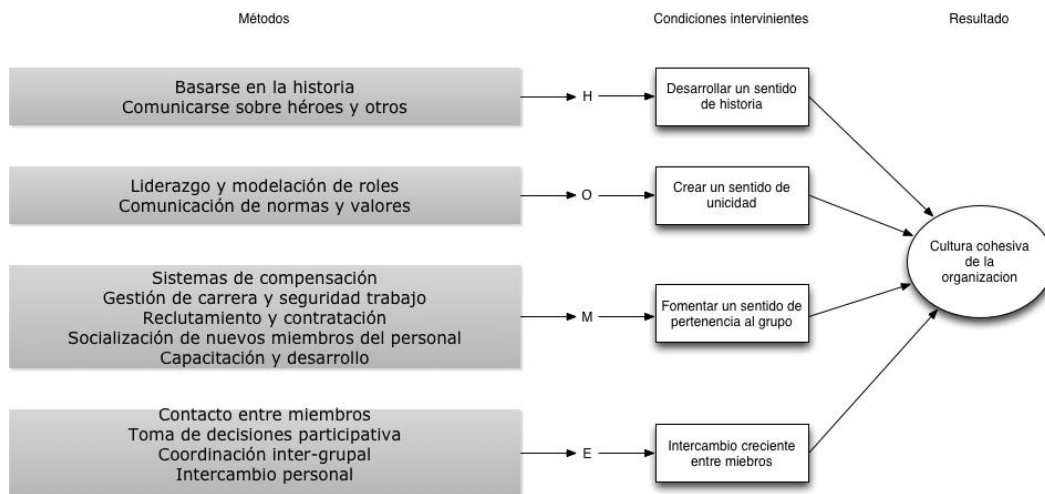 Métodos
Condiciones intervinientes
Resultado
Basarse en la historia
Comunicarse sobre héroes y otros
H
Desarrollar un sentido
de historia
Liderazgo y modelación de roles
Comunicación de normas y valores
O
Crear un sentido de
unicidad
Cultura cohesiva
de la
organizacion
Sistemas de compensación
Gestión de carrera y seguridad trabajo
Reclutamiento y contratación
Socialización de nuevos miembros del personal
Capacitación y desarrollo
M
Fomentar un sentido de
pertenencia al grupo
Contacto entre miembros
Toma de decisiones participativa
Coordinación inter-grupal
Intercambio personal
E
Intercambio creciente
entre miebros